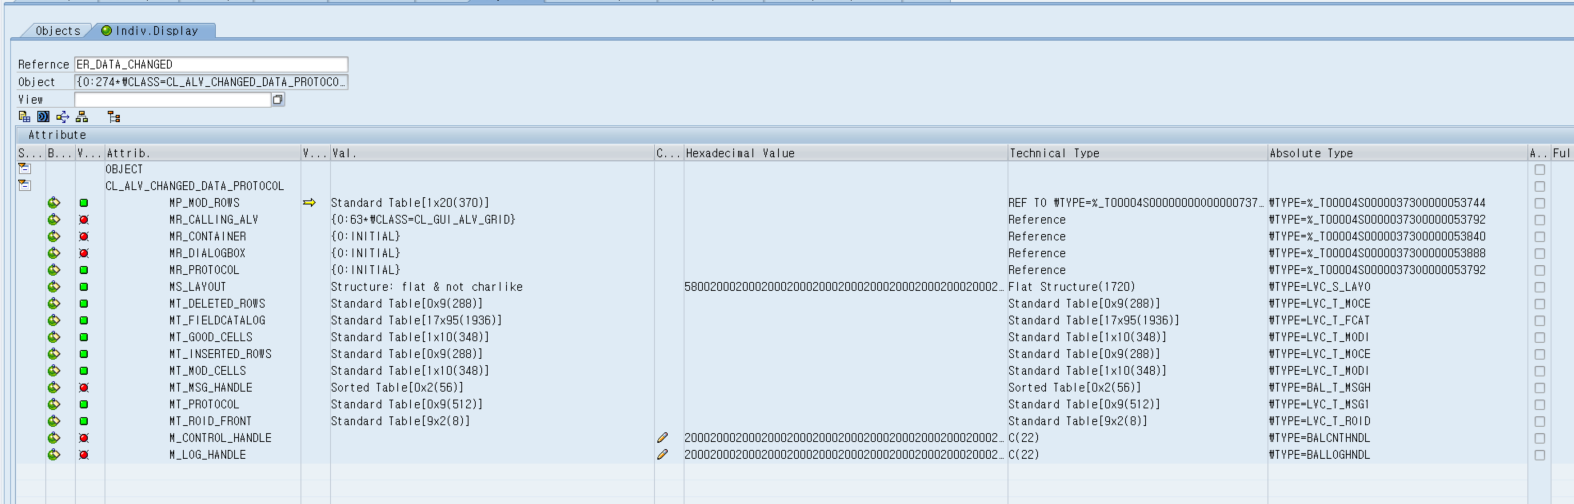 Objects Indiv.Display
Refernce ER_DATA_CHANGED
Object {O:274*₩CLASS=CL_ALV_CHANGED_DATA_PROTOCO…
View
Attribute
S... B... V... Attrib. V... Val. C... Hexadecimal Value Technical Type Absolute Type A.. Ful
OBJECT
CL_ALV_CHANGED_DATA_PROTOCOL
MP_MOD_ROWS Standard Table[1x20(370)] REF TO ₩TYPE=%_T00004S00000000000000737… ₩TYPE=%_T00004S0000037300000053744
MR_CALLING_ALV {O:63*₩CLASS=CL_GUI_ALV_GRID} Reference ₩TYPE=%_T00004S0000037300000053792
MR_CONTAINER {O:INITIAL} Reference ₩TYPE=%_T00004S0000037300000053840
MR_DIALOGBOX {O:INITIAL} Reference ₩TYPE=%_T00004S0000037300000053888
MR_PROTOCOL {O:INITIAL} Reference ₩TYPE=%_T00004S0000037300000053792
MS_LAYOUT Structure: flat & not charlike Flat Structure(1720) ₩TYPE=LVC_S_LAYO
MT_DELETED_ROWS Standard Table[0x9(288)] Standard Table[0x9(288)] ₩TYPE=LVC_T_MOCE
MT_FIELDCATALOG Standard Table[17x95(1936)] Standard Table[17x95(1936)] ₩TYPE=LVC_T_FCAT
MT_GOOD_CELLS Standard Table[1x10(348)] Standard Table[1x10(348)] ₩TYPE=LVC_T_MODI
MT_INSERTED_ROWS Standard Table[0x9(288)] Standard Table[0x9(288)] ₩TYPE=LVC_T_MOCE
MT_MOD_CELLS Standard Table[1x10(348)] Standard Table[1x10(348)] ₩TYPE=LVC_T_MODI
MT_MSG_HANDLE Sorted Table[0x2(56)] Sorted Table[0x2(56)] ₩TYPE=BAL_T_MSGH
MT_PROTOCOL Standard Table[0x9(512)] Standard Table[0x9(512)] ₩TYPE=LVC_T_MSG1
MT_ROID_FRONT Standard Table[9x2(8)] Standard Table[9x2(8)] ₩TYPE=LVC_T_ROID
M_CONTROL_HANDLE C(22) ₩TYPE=BALCNTHNDL
M_LOG_HANDLE C(22) ₩TYPE=BALLOGHNDL